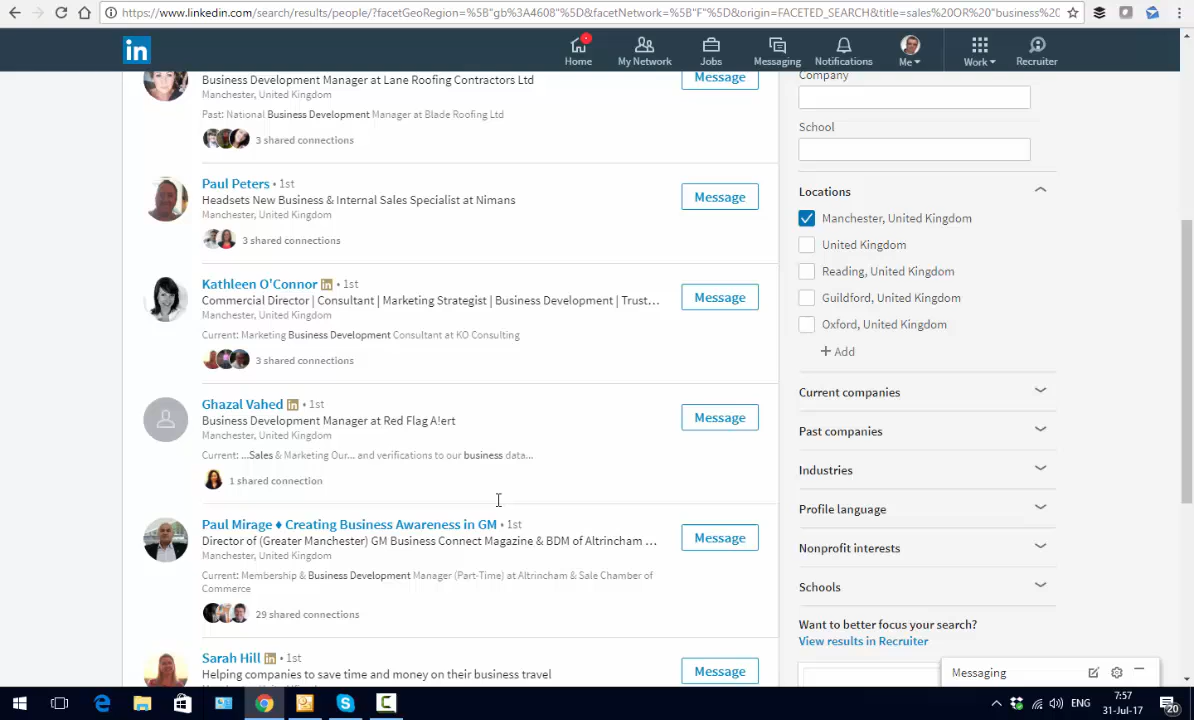 https://www.linkedin.com/search/results/people/?facetGeoRegion=%5B"gb%3A4608"%5D&facetNetwork=%5B"F"%5D&origin=FACETED_SEARCH&title=sales%20OR%20"business%20
in
Home
My Network
Jobs
Messaging
Notifications
Me
Work
Recruiter
Business Development Manager at Lane Roofing Contractors Ltd
Manchester, United Kingdom
Past: National Business Development Manager at Blade Roofing Ltd
3 shared connections
Message
Paul Peters • 1st
Headsets New Business & Internal Sales Specialist at Nimans
Manchester, United Kingdom
3 shared connections
Message
Kathleen O'Connor in • 1st
Commercial Director | Consultant | Marketing Strategist | Business Development | Trust...
Manchester, United Kingdom
Current: Marketing Business Development Consultant at KO Consulting
3 shared connections
Message
Ghazal Vahed in • 1st
Business Development Manager at Red Flag A!ert
Manchester, United Kingdom
Current: ...Sales & Marketing Our... and verifications to our business data...
1 shared connection
Message
Paul Mirage ♦ Creating Business Awareness in GM • 1st
Director of (Greater Manchester) GM Business Connect Magazine & BDM of Altrincham ...
Manchester, United Kingdom
Current: Membership & Business Development Manager (Part-Time) at Altrincham & Sale Chamber of
Commerce
29 shared connections
Message
Sarah Hill in • 1st
Helping companies to save time and money on their business travel
Message
Company
School
Locations
Manchester, United Kingdom
United Kingdom
Reading, United Kingdom
Guildford, United Kingdom
Oxford, United Kingdom
+ Add
Current companies
Past companies
Industries
Profile language
Nonprofit interests
Schools
Want to better focus your search?
View results in Recruiter
Messaging
ENG
7:57
31-Jul-17
20